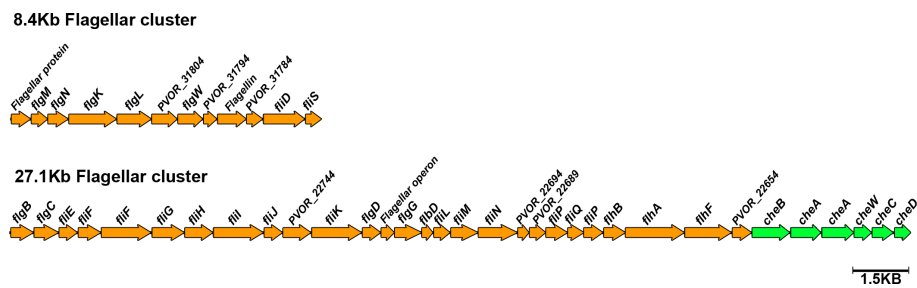 8.4Kb Flagellar cluster
Flagellar protein
flgM
flgN
flgK
flgL
PVOR_31804
flgW
PVOR_31794
Flagellin
PVOR_31784
fliD
fliS
27.1Kb Flagellar cluster
flgB
flgC
fliE
fliF
fliF
fliG
fliH
fliI
fliJ
PVOR_22744
fliK
flgD
Flagellar operon
flgG
flbD
fliL
fliM
fliN
PVOR_22694
PVOR_22689
fliP
fliQ
fliP
flhB
flhA
flhF
PVOR_22654
cheB
cheA
cheA
cheW
cheC
cheD
1.5KB